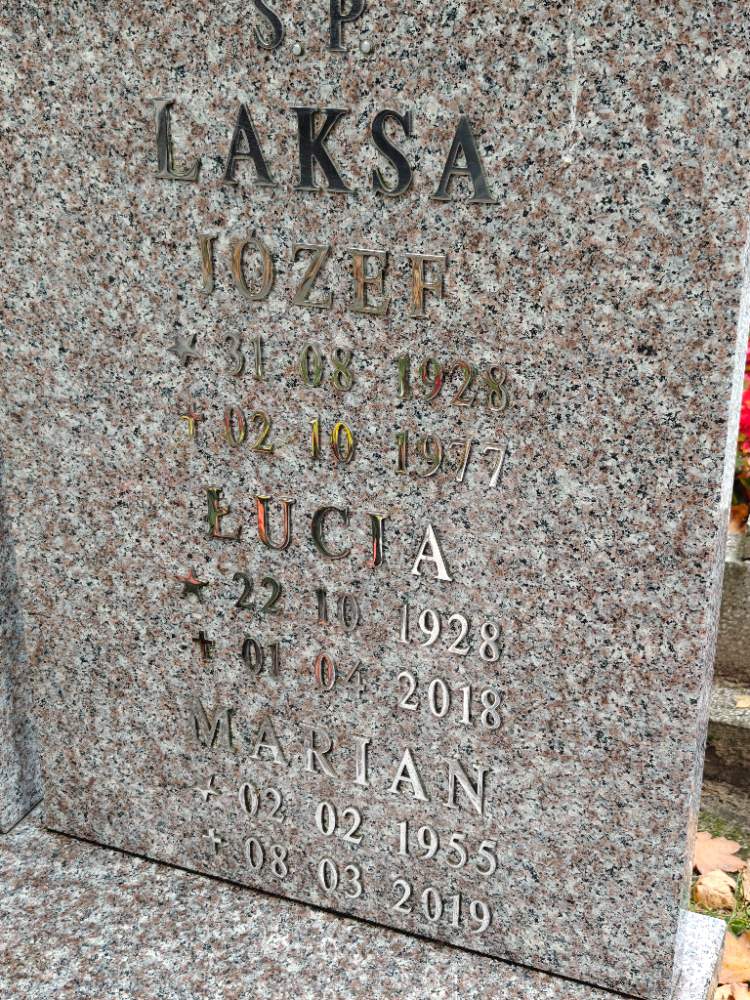 Ś.P.
LAKSA
JÓZEF
★ 31 08 1928
✝ 02 10 1977
ŁUCJA
★ 22 10 1928
✝ 01 04 2018
MARIAN
★ 02 02 1955
✝ 08 03 2019